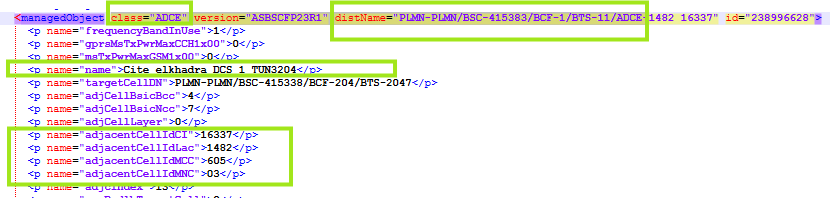 <managedObject class="ADCE" version="ASBSCFP23R1" distName="PLMN-PLMN/BSC-415383/BCF-1/BTS-11/ADCE-1482 16337" id="238996628">
<p name="frequencyBandInUse">1</p>
<p name="gprsMsTxPwrMaxCCH1x00">0</p>
<p name="msTxPwrMaxGSM1x00">0</p>
<p name="name">Cite elkhadra DCS 1 TUN3204</p>
<p name="targetCellDN">PLMN-PLMN/BSC-415338/BCF-204/BTS-2047</p>
<p name="adjCellBsicBcc">4</p>
<p name="adjCellBsicNcc">7</p>
<p name="adjCellLayer">0</p>
<p name="adjacentCellIdCI">16337</p>
<p name="adjacentCellIdLac">1482</p>
<p name="adjacentCellIdMCC">605</p>
<p name="adjacentCellIdMNC">03</p>
<p name="adjcIndex">13</p>